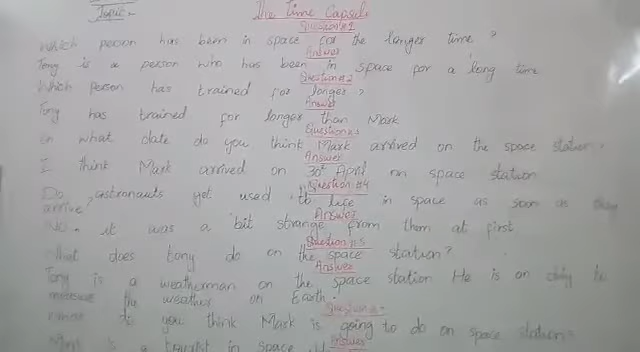 Topic:- The Time Capsule
Question #1
Which person has been in space for the longer time ?
Answer
Tony is a person who has been in space for a long time
Question #2
Which person has trained for longer ?
Answer
Tony has trained for longer than Mark
Question #3
on what date do you think Mark arrived on the space station.
Answer
I think Mark arrived on 30th April on space station
Question #4
Do astronauts get used to life in space as soon as they
arrive?
Answer
No. it was a bit strange from them at first
Question #5
What does tony do on the space station?
Answer
Tony is a weatherman on the space station He is on
measure the weather on Earth.
Question #
What do you think Mark is going to do on space station
Answer
is a tourist in space.